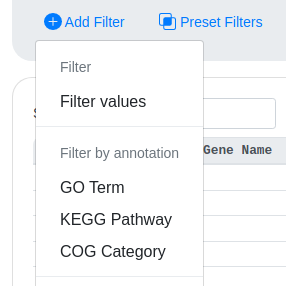 Add Filter Preset Filters
Filter
Filter values
Gene Name
Filter by annotation
GO Term
KEGG Pathway
COG Category